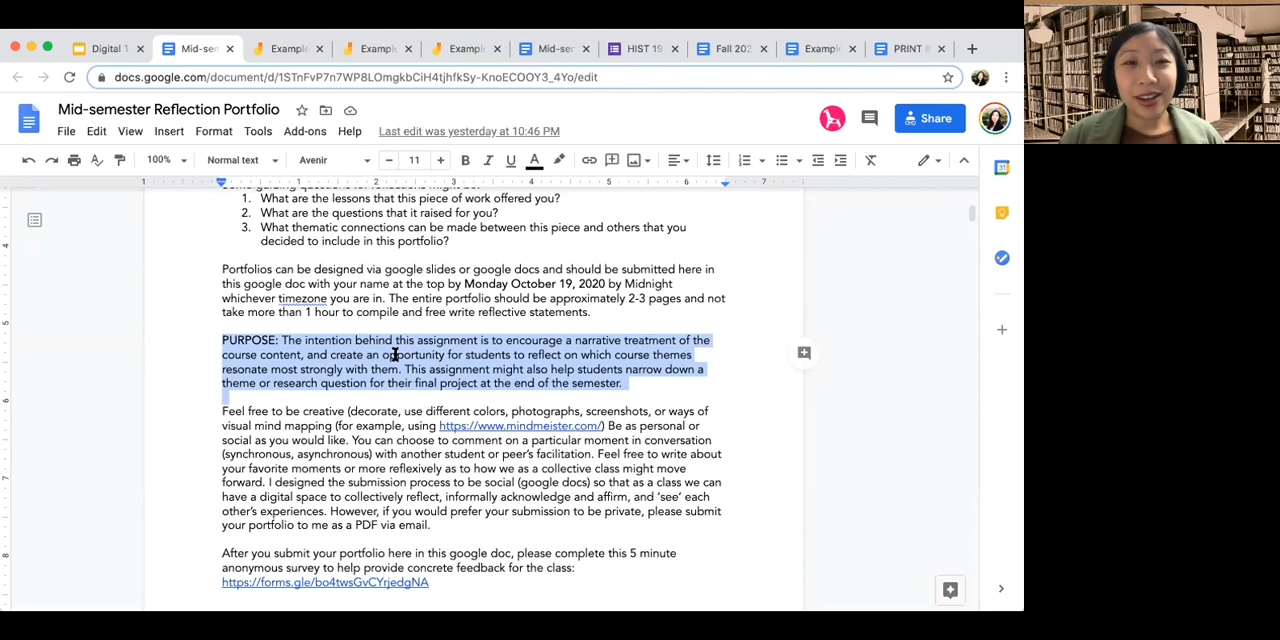 Digital T
Mid-sem
Example
Example
Example
Mid-sem
HIST 19
Fall 202
Example
PRINT &
docs.google.com/document/d/1STnFvP7n7WP8LOmgkbCiH4tjhfkSy-KnoECOOY3_4Yo/edit
Mid-semester Reflection Portfolio
File Edit View Insert Format Tools Add-ons Help Last edit was yesterday at 10:46 PM
Share
100% Normal text Avenir 11 B I U A
1 2 3 4 5 6 7
1. What are the lessons that this piece of work offered you?
2. What are the questions that it raised for you?
3. What thematic connections can be made between this piece and others that you
decided to include in this portfolio?
Portfolios can be designed via google slides or google docs and should be submitted here in
this google doc with your name at the top by Monday October 19, 2020 by Midnight
whichever timezone you are in. The entire portfolio should be approximately 2-3 pages and not
take more than 1 hour to compile and free write reflective statements.
PURPOSE: The intention behind this assignment is to encourage a narrative treatment of the
course content, and create an opportunity for students to reflect on which course themes
resonate most strongly with them. This assignment might also help students narrow down a
theme or research question for their final project at the end of the semester.
Feel free to be creative (decorate, use different colors, photographs, screenshots, or ways of
visual mind mapping (for example, using https://www.mindmeister.com/) Be as personal or
social as you would like. You can choose to comment on a particular moment in conversation
(synchronous, asynchronous) with another student or peer's facilitation. Feel free to write about
your favorite moments or more reflexively as to how we as a collective class might move
forward. I designed the submission process to be social (google docs) so that as a class we can
have a digital space to collectively reflect, informally acknowledge and affirm, and 'see' each
other's experiences. However, if you would prefer your submission to be private, please submit
your portfolio to me as a PDF via email.
After you submit your portfolio here in this google doc, please complete this 5 minute
anonymous survey to help provide concrete feedback for the class:
https://forms.gle/bo4twsGvCYrjedgNA
4
5
6
7
8